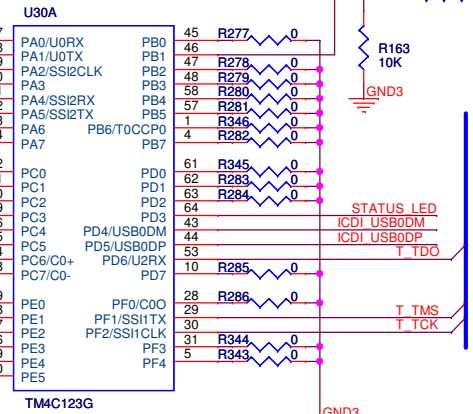 U30A
PA0/U0RX PB0 45 R277 0
PA1/U0TX PB1 46
PA2/SSI2CLK PB2 47 R278 0
PA3 PB3 48 R279 0
PA4/SSI2RX PB4 58 R280 0
PA5/SSI2TX PB5 57 R281 0
PA6 PB6/T0CCP0 1 R346 0
PA7 PB7 4 R282 0
R163
10K
GND3
PC0 PD0 61 R345 0
PC1 PD1 62 R283 0
PC2 PD2 63 R284 0
PC3 PD3 64 STATUS_LED
PC4 PD4/USB0DM 43 ICDI_USB0DM
PC5 PD5/USB0DP 44 ICDI_USB0DP
PC6/C0+ PD6/U2RX 53 T_TDO
PC7/C0- PD7 10 R285 0
PE0 PF0/C0O 28 R286 0
PE1 PF1/SSI1TX 29 T_TMS
PE2 PF2/SSI1CLK 30 T_TCK
PE3 PF3 31 R344 0
PE4 PF4 5 R343 0
PE5
TM4C123G
GND3